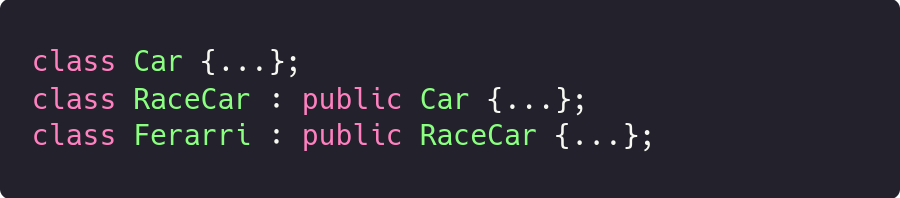 class Car {...};
class RaceCar : public Car {...};
class Ferarri : public RaceCar {...};